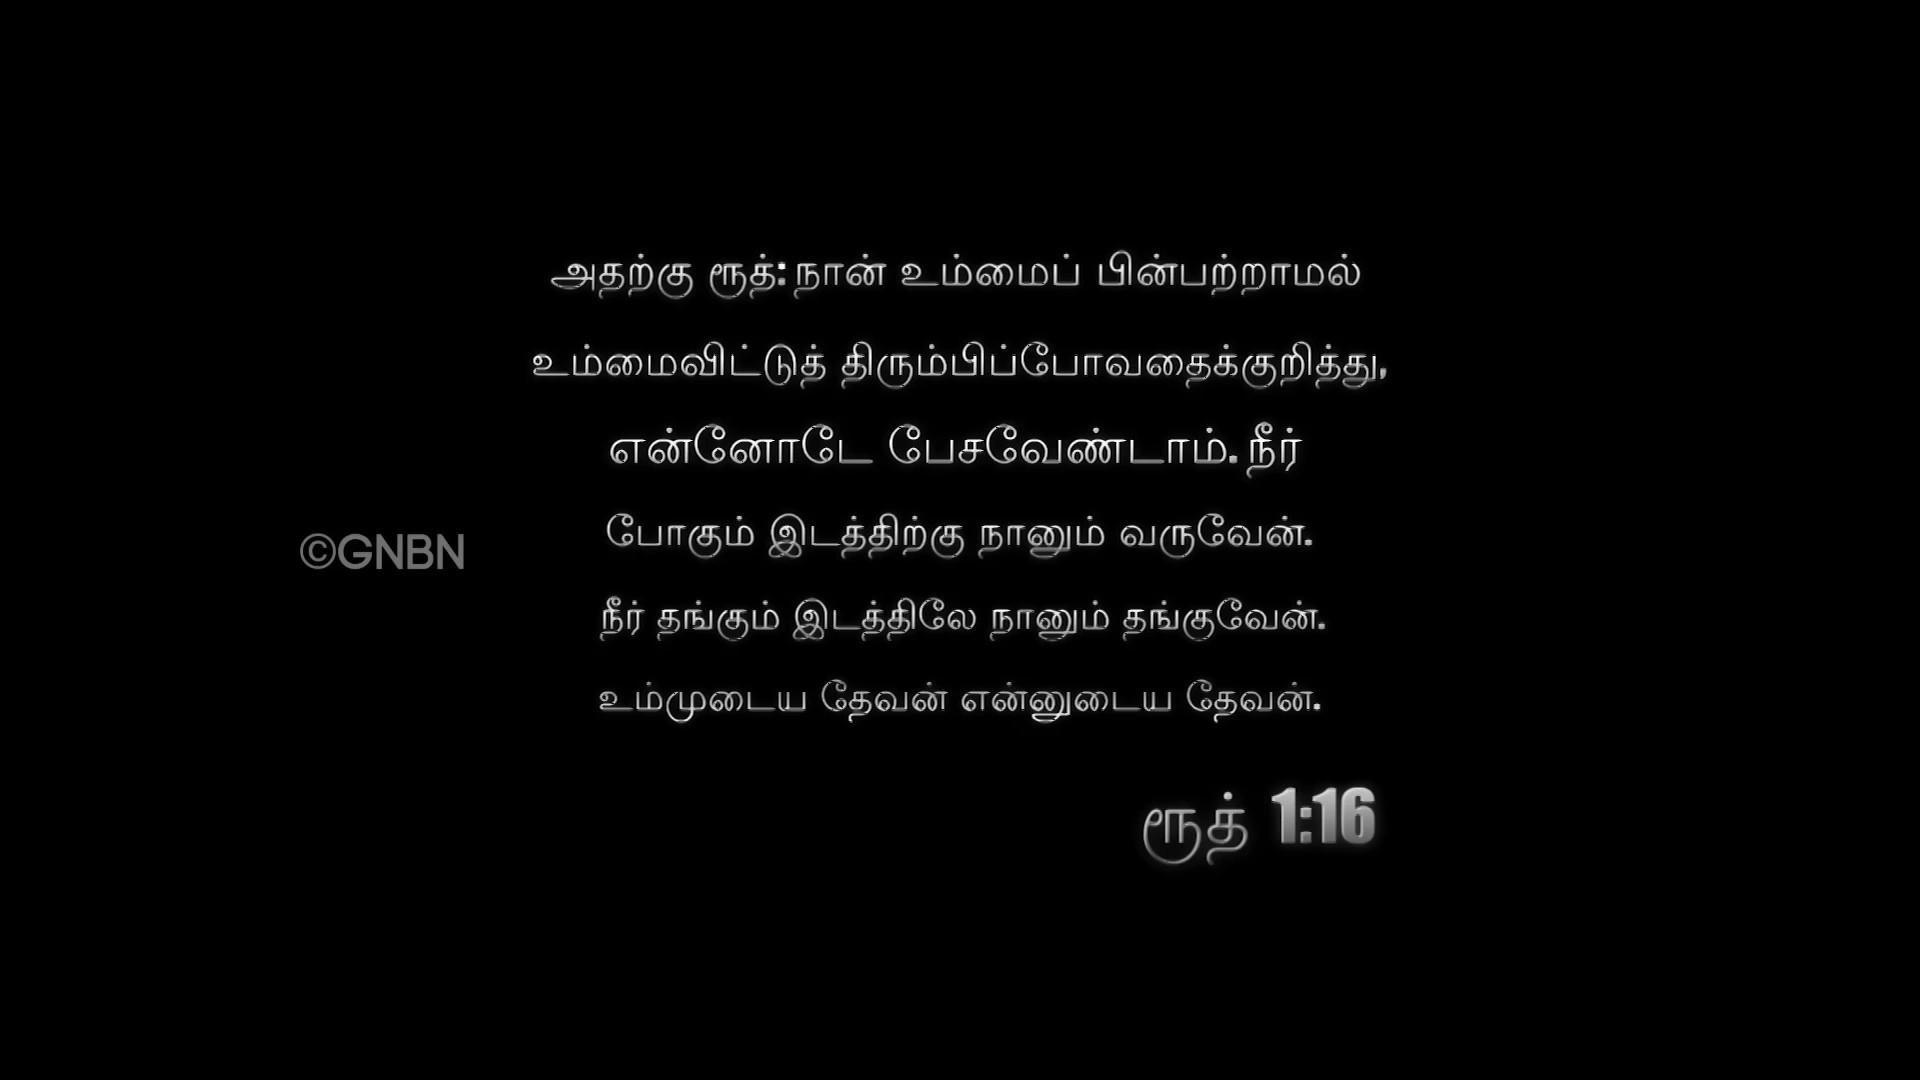 அதற்கு ரூத்: நான் உம்மைப் பின்பற்றாமல்
உம்மைவிட்டுத் திரும்பிப்போவதைக்குறித்து,
என்னோடே பேசவேண்டாம். நீர்
போகும் இடத்திற்கு நானும் வருவேன்.
நீர் தங்கும் இடத்திலே நானும் தங்குவேன்.
உம்முடைய தேவன் என்னுடைய தேவன்.
ரூத் 1:16
©GNBN